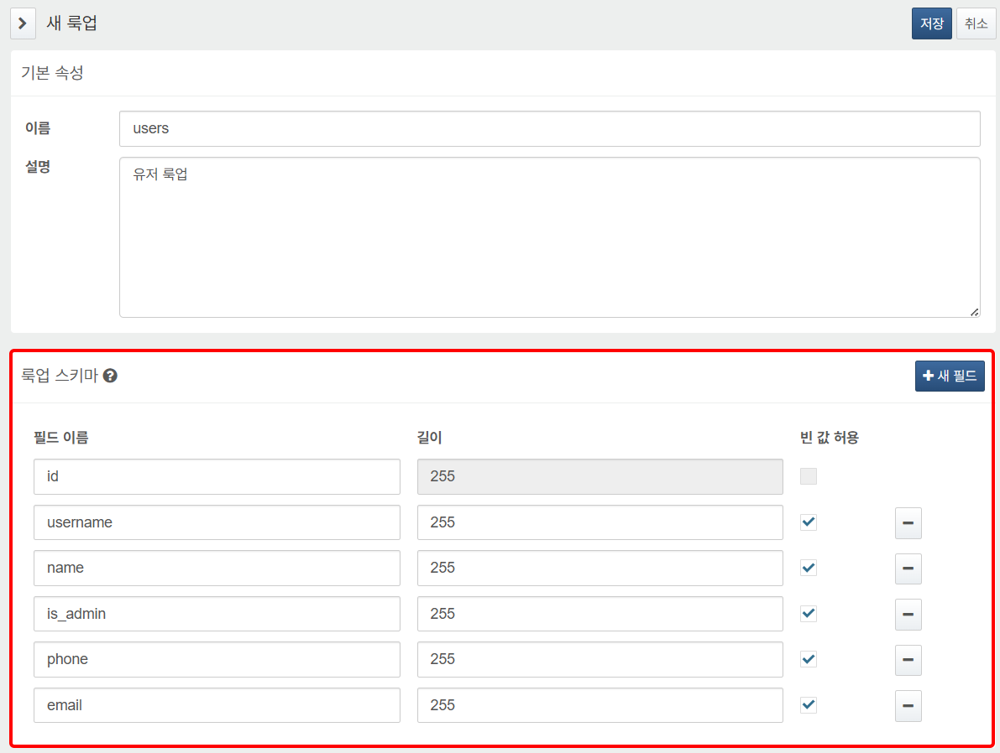 새 룩업
저장 취소
기본 속성
이름 users
설명 유저 룩업
룩업 스키마
새 필드
필드 이름 길이 빈 값 허용
id 255
username 255
name 255
is_admin 255
phone 255
email 255